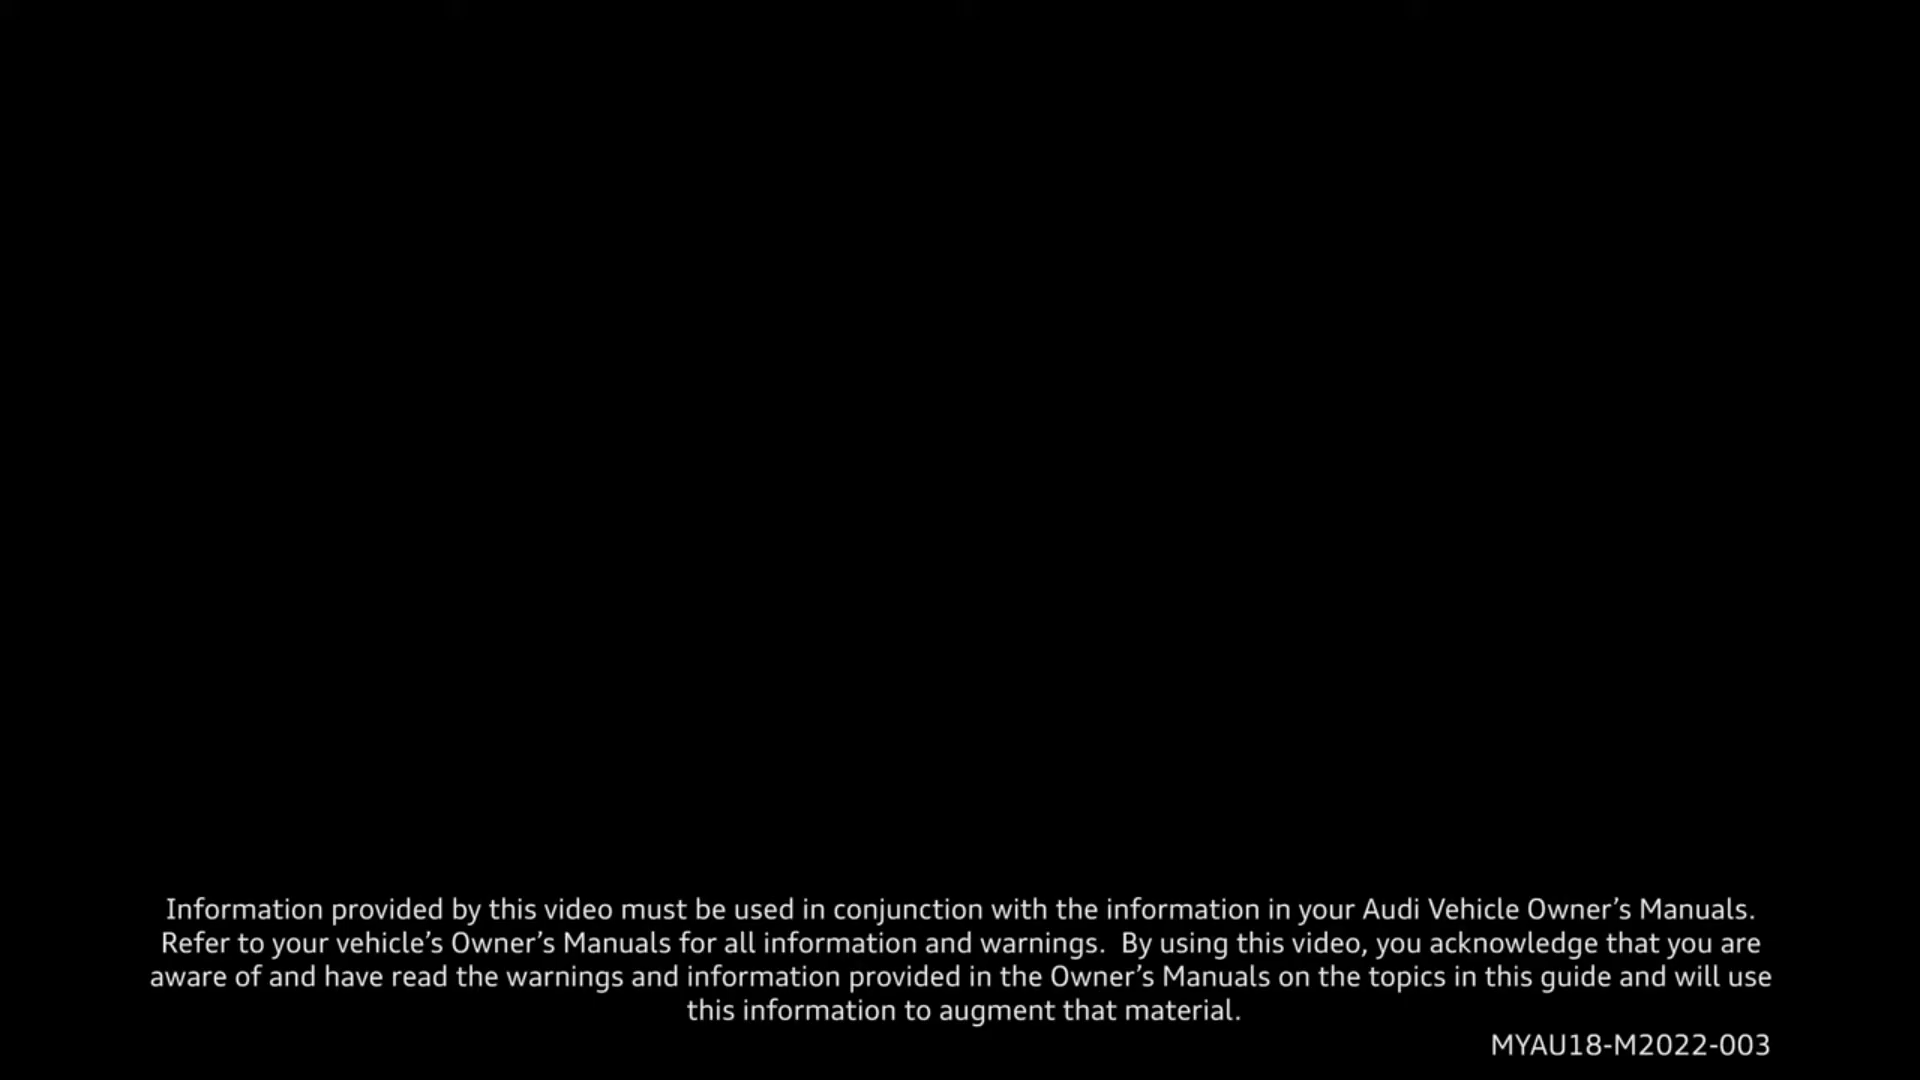 Information provided by this video must be used in conjunction with the information in your Audi Vehicle Owner’s Manuals.
Refer to your vehicle’s Owner’s Manuals for all information and warnings.  By using this video, you acknowledge that you are
aware of and have read the warnings and information provided in the Owner’s Manuals on the topics in this guide and will use
this information to augment that material.
MYAU18-M2022-003